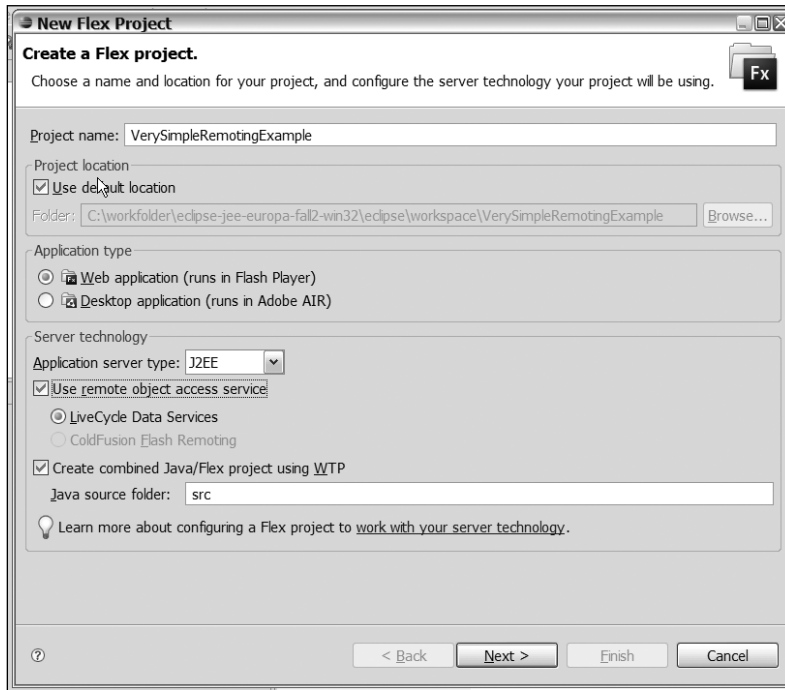 New Flex Project
Create a Flex project.
Choose a name and location for your project, and configure the server technology your project will be using.
Fx
Project name: VerySimpleRemotingExample
Project location
Use default location
Folder: C:\workfolder\eclipse-jee-europa-fall2-win32\eclipse\workspace\VerySimpleRemotingExample Browse...
Application type
Web application (runs in Flash Player)
Desktop application (runs in Adobe AIR)
Server technology
Application server type: J2EE
Use remote object access service
LiveCycle Data Services
ColdFusion Flash Remoting
Create combined Java/Flex project using WTP
Java source folder: src
Learn more about configuring a Flex project to work with your server technology.
? < Back Next > Finish Cancel